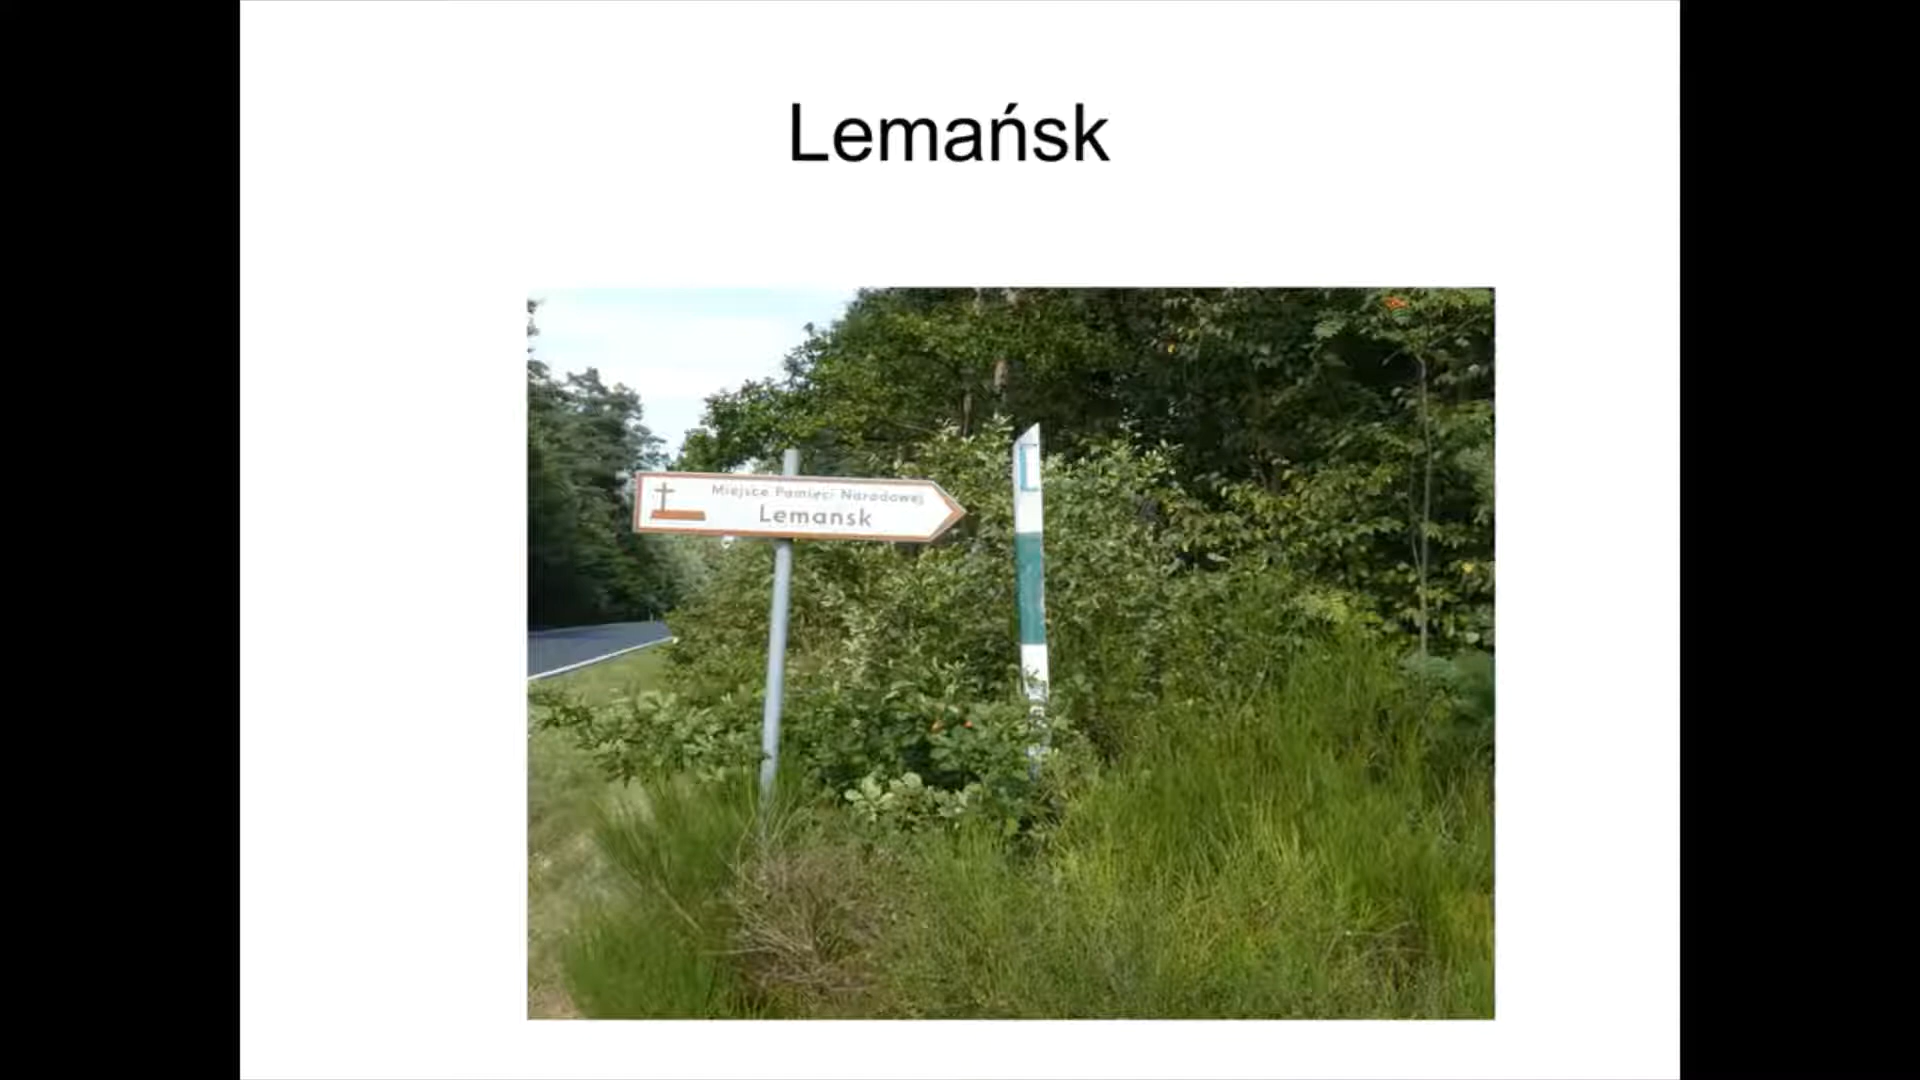 Lemańsk
Miejsce Pamięci Narodowej
Lemansk
L